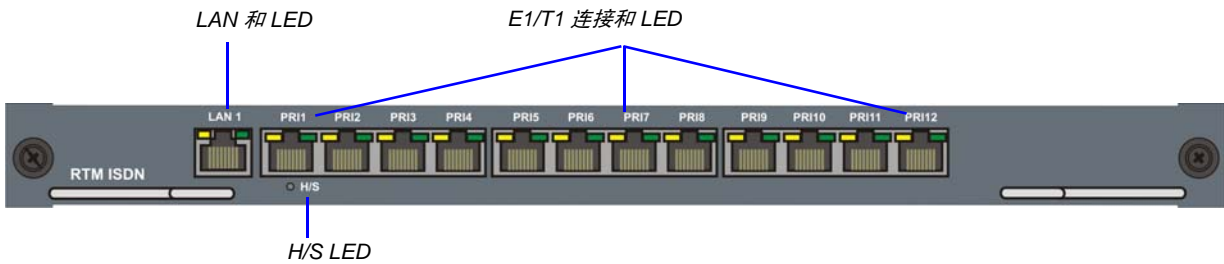 LAN 和 LED
E1/T1 连接和 LED
LAN 1 PRI1 PRI2 PRI3 PRI4 PRI5 PRI6 PRI7 PRI8 PRI9 PRI10 PRI11 PRI12
RTM ISDN
H/S
H/S LED